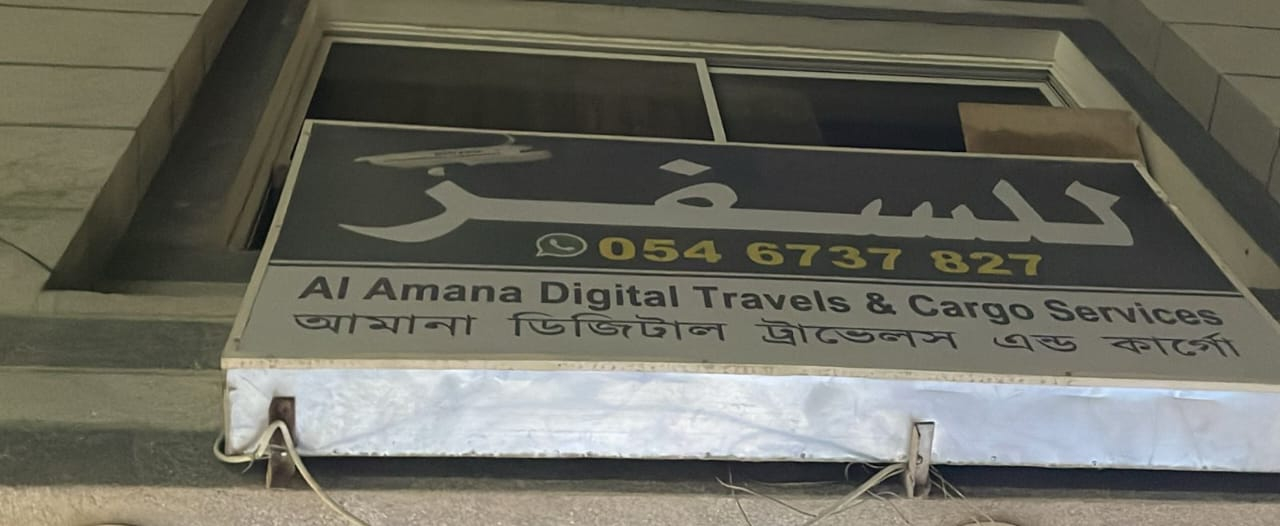 للسفر
054 6737 827
Al Amana Digital Travels & Cargo Services
আমানা ডিজিটাল ট্রাভেলস এন্ড কার্গো